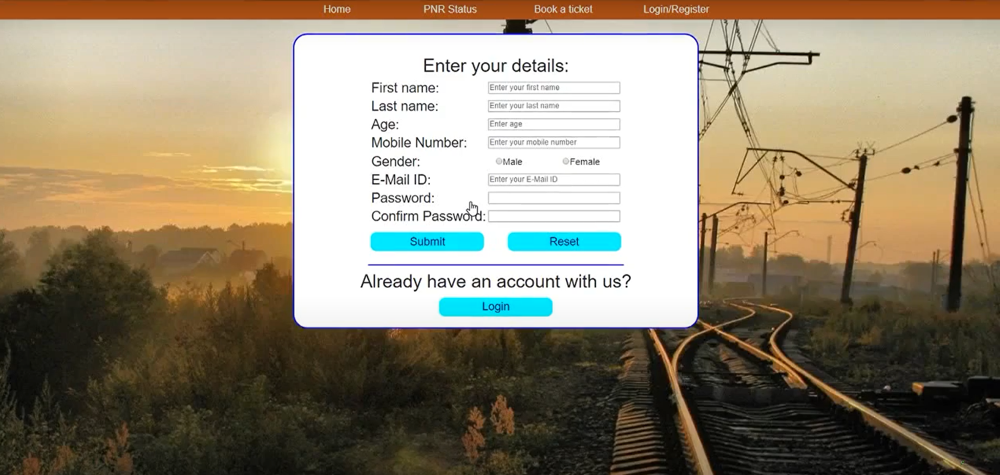 Home PNR Status Book a ticket Login/Register
Enter your details:
First name: Enter your first name
Last name: Enter your last name
Age: Enter age
Mobile Number: Enter your mobile number
Gender: Male Female
E-Mail ID: Enter your E-Mail ID
Password:
Confirm Password:
Submit Reset
Already have an account with us?
Login